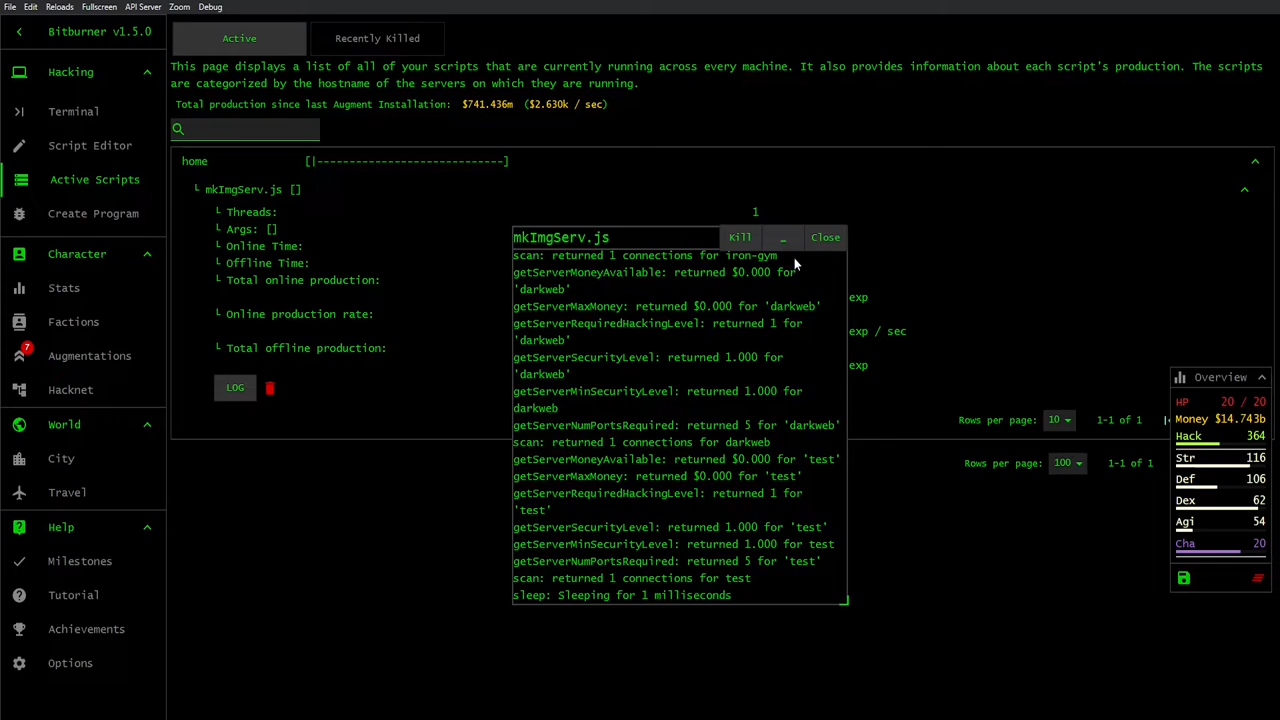 File Edit Reloads Fullscreen API Server Zoom Debug
Bitburner v1.5.0
Hacking
Terminal
Script Editor
Active Scripts
Create Program
Character
Stats
Factions
7
Augmentations
Hacknet
World
City
Travel
Help
Milestones
Tutorial
Achievements
Options
Active
Recently Killed
This page displays a list of all of your scripts that are currently running across every machine. It also provides information about each script's production. The scripts
are categorized by the hostname of the servers on which they are running.
Total production since last Augment Installation: $741.436m ($2.630k / sec)
home [|-----------------------------]
└ mkImgServ.js []
└ Threads: 1
└ Args: []
└ Online Time:
└ Offline Time:
└ Total online production:
exp
└ Online production rate:
exp / sec
└ Total offline production:
exp
LOG
Rows per page: 10 1-1 of 1
Rows per page: 100 1-1 of 1
mkImgServ.js Kill _ Close
scan: returned 1 connections for iron-gym
getServerMoneyAvailable: returned $0.000 for
'darkweb'
getServerMaxMoney: returned $0.000 for 'darkweb'
getServerRequiredHackingLevel: returned 1 for
'darkweb'
getServerSecurityLevel: returned 1.000 for
'darkweb'
getServerMinSecurityLevel: returned 1.000 for
darkweb
getServerNumPortsRequired: returned 5 for 'darkweb'
scan: returned 1 connections for darkweb
getServerMoneyAvailable: returned $0.000 for 'test'
getServerMaxMoney: returned $0.000 for 'test'
getServerRequiredHackingLevel: returned 1 for
'test'
getServerSecurityLevel: returned 1.000 for 'test'
getServerMinSecurityLevel: returned 1.000 for test
getServerNumPortsRequired: returned 5 for 'test'
scan: returned 1 connections for test
sleep: Sleeping for 1 milliseconds
Overview
HP 20 / 20
Money $14.743b
Hack 364
Str 116
Def 106
Dex 62
Agi 54
Cha 20